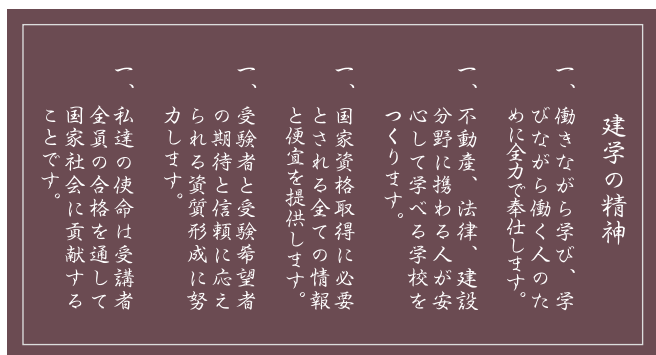 建学の精神
一、働きながら学び、学
びながら働く人のた
めに全力で奉仕します。
一、不動産、法律、建設
分野に携わる人が安
心して学べる学校を
つくります。
一、国家資格取得に必要
とされる全ての情報
と便宜を提供します。
一、受験者と受験希望者
の期待と信頼に応え
られる資質形成に努
力します。
一、私達の使命は受講者
全員の合格を通して
国家社会に貢献する
ことです。